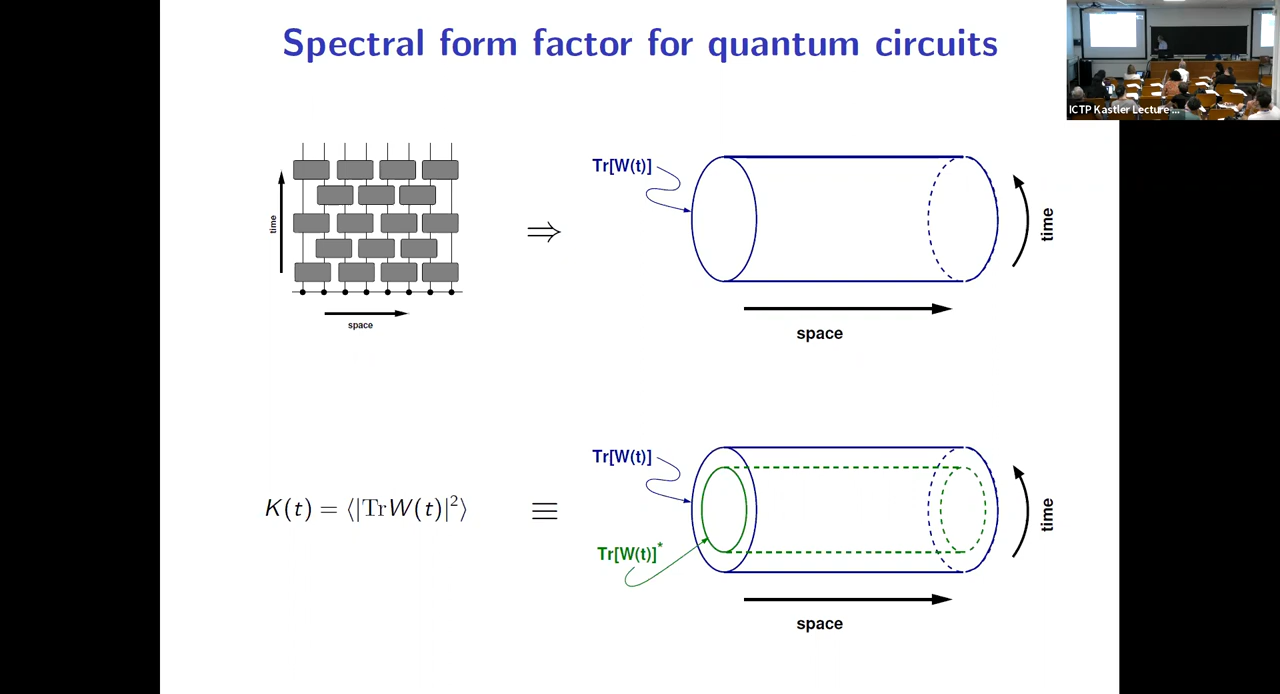 Spectral form factor for quantum circuits
ICTP Kastler Lecture ...
time
space
⇒
Tr[W(t)]
time
space
K(t) = ⟨|TrW(t)|²⟩
≡
Tr[W(t)]
Tr[W(t)]*
time
space